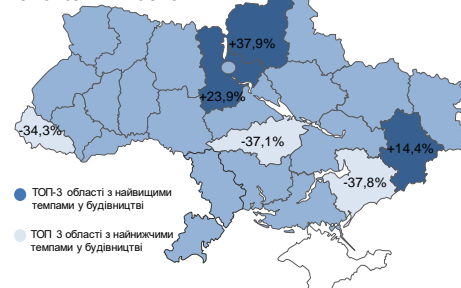 +37,9%
+23,9%
-34,3%
-37,1%
+14,4%
-37,8%
ТОП-3 області з найвищими
темпами у будівництві
ТОП 3 області з найнижчими
темпами у будівництві